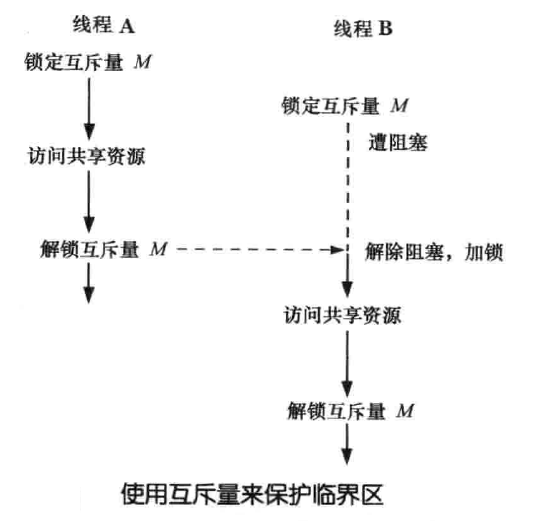 线程 A
线程 B
锁定互斥量 M
锁定互斥量 M
遭阻塞
访问共享资源
解锁互斥量 M
解除阻塞，加锁
访问共享资源
解锁互斥量 M
使用互斥量来保护临界区